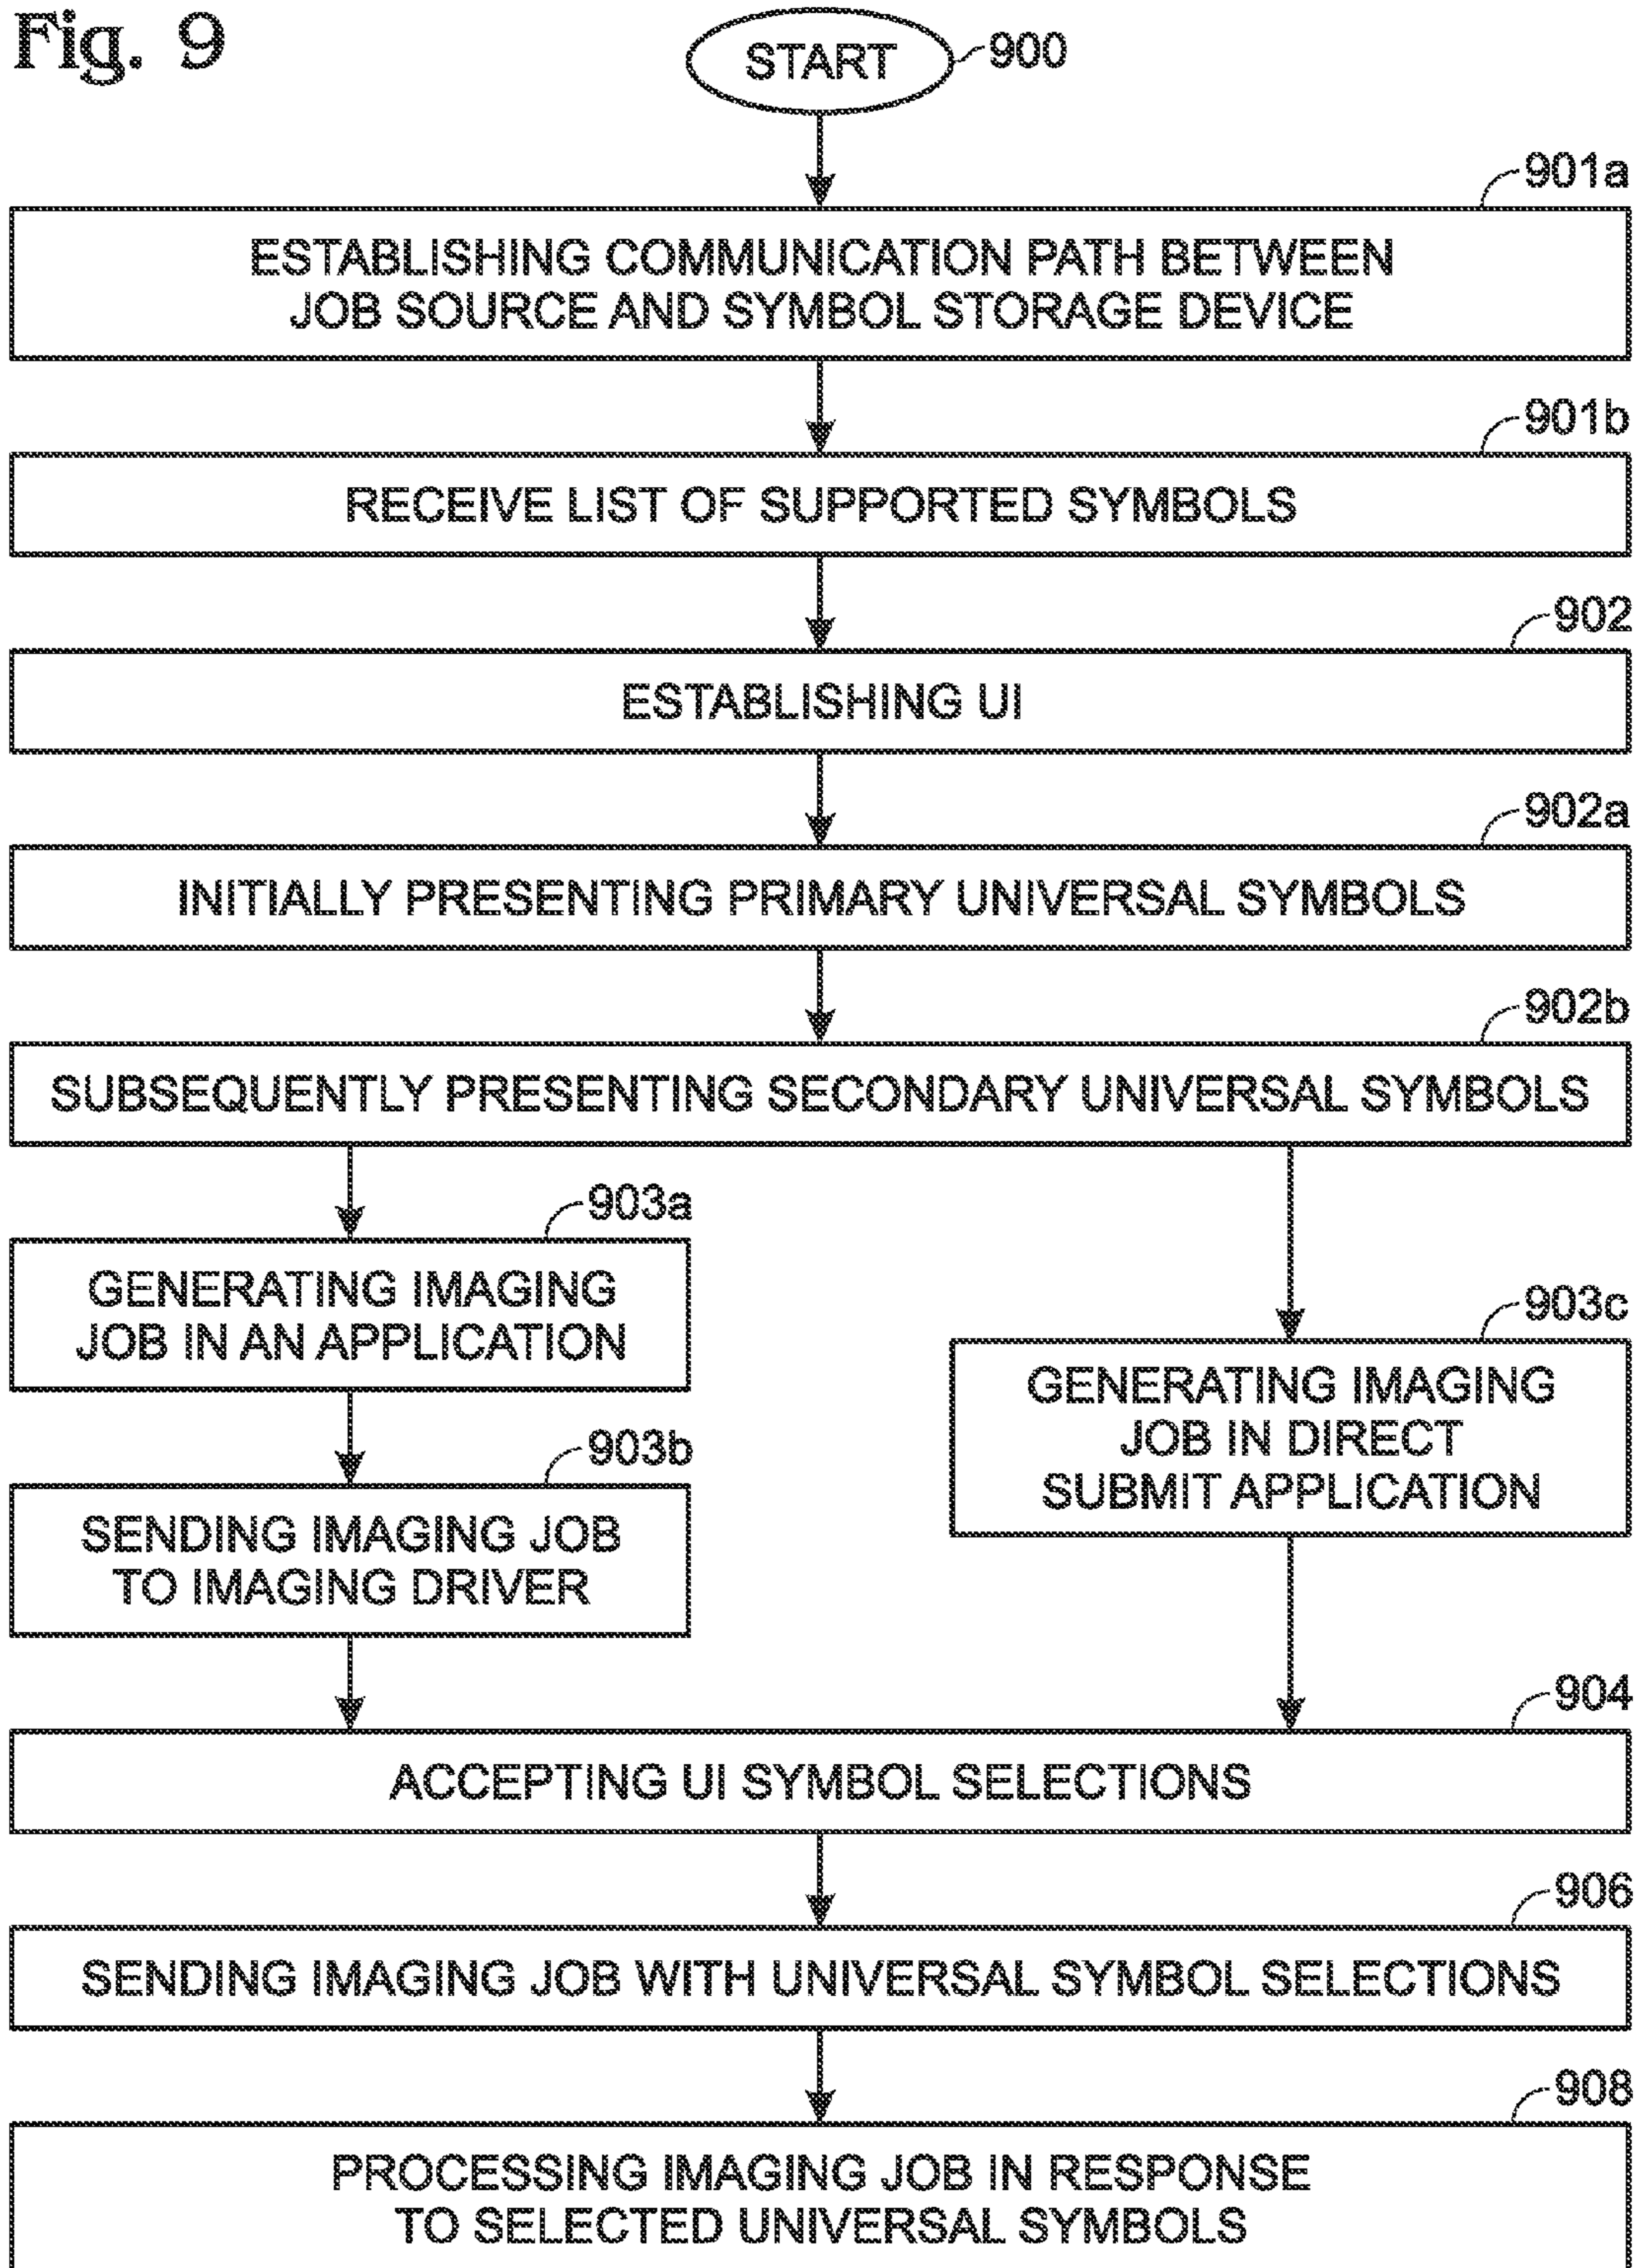 Fig. 9
START
900
901a
ESTABLISHING COMMUNICATION PATH BETWEEN
JOB SOURCE AND SYMBOL STORAGE DEVICE
901b
RECEIVE LIST OF SUPPORTED SYMBOLS
902
ESTABLISHING UI
902a
INITIALLY PRESENTING PRIMARY UNIVERSAL SYMBOLS
902b
SUBSEQUENTLY PRESENTING SECONDARY UNIVERSAL SYMBOLS
903a
GENERATING IMAGING
JOB IN AN APPLICATION
903b
SENDING IMAGING JOB
TO IMAGING DRIVER
903c
GENERATING IMAGING
JOB IN DIRECT
SUBMIT APPLICATION
904
ACCEPTING UI SYMBOL SELECTIONS
906
SENDING IMAGING JOB WITH UNIVERSAL SYMBOL SELECTIONS
908
PROCESSING IMAGING JOB IN RESPONSE
TO SELECTED UNIVERSAL SYMBOLS